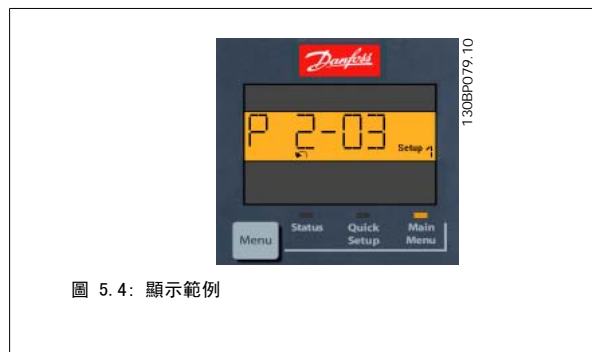 Danfoss
130BP079.10
P 2-03
Setup 1
Menu
Status
Quick Setup
Main Menu
圖 5.4: 顯示範例